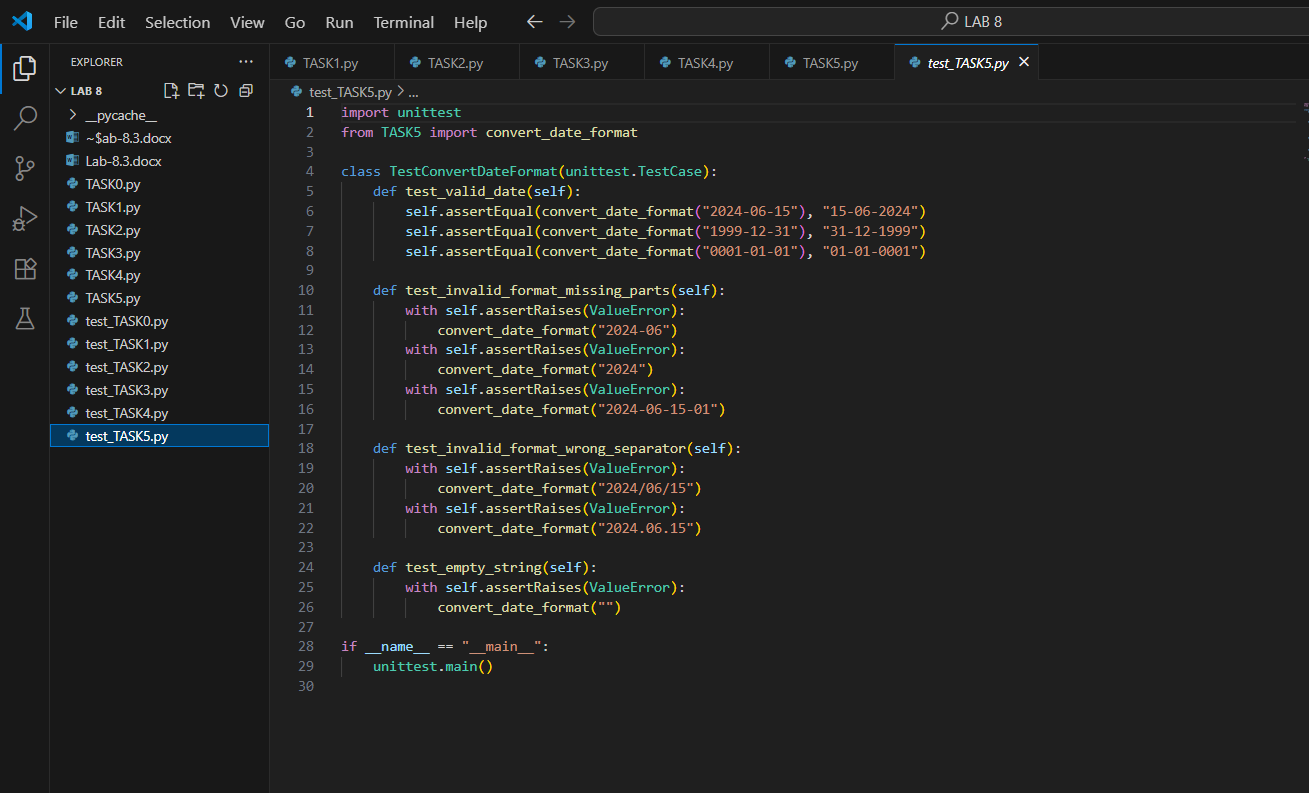 File Edit Selection View Go Run Terminal Help LAB 8
EXPLORER ...
TASK1.py TASK2.py TASK3.py TASK4.py TASK5.py test_TASK5.py
LAB 8
__pycache__
~$ab-8.3.docx
Lab-8.3.docx
TASK0.py
TASK1.py
TASK2.py
TASK3.py
TASK4.py
TASK5.py
test_TASK0.py
test_TASK1.py
test_TASK2.py
test_TASK3.py
test_TASK4.py
test_TASK5.py
test_TASK5.py > ...
1 import unittest
2 from TASK5 import convert_date_format
3
4 class TestConvertDateFormat(unittest.TestCase):
5     def test_valid_date(self):
6         self.assertEqual(convert_date_format("2024-06-15"), "15-06-2024")
7         self.assertEqual(convert_date_format("1999-12-31"), "31-12-1999")
8         self.assertEqual(convert_date_format("0001-01-01"), "01-01-0001")
9
10     def test_invalid_format_missing_parts(self):
11         with self.assertRaises(ValueError):
12             convert_date_format("2024-06")
13         with self.assertRaises(ValueError):
14             convert_date_format("2024")
15         with self.assertRaises(ValueError):
16             convert_date_format("2024-06-15-01")
17
18     def test_invalid_format_wrong_separator(self):
19         with self.assertRaises(ValueError):
20             convert_date_format("2024/06/15")
21         with self.assertRaises(ValueError):
22             convert_date_format("2024.06.15")
23
24     def test_empty_string(self):
25         with self.assertRaises(ValueError):
26             convert_date_format("")
27
28 if __name__ == "__main__":
29     unittest.main()
30